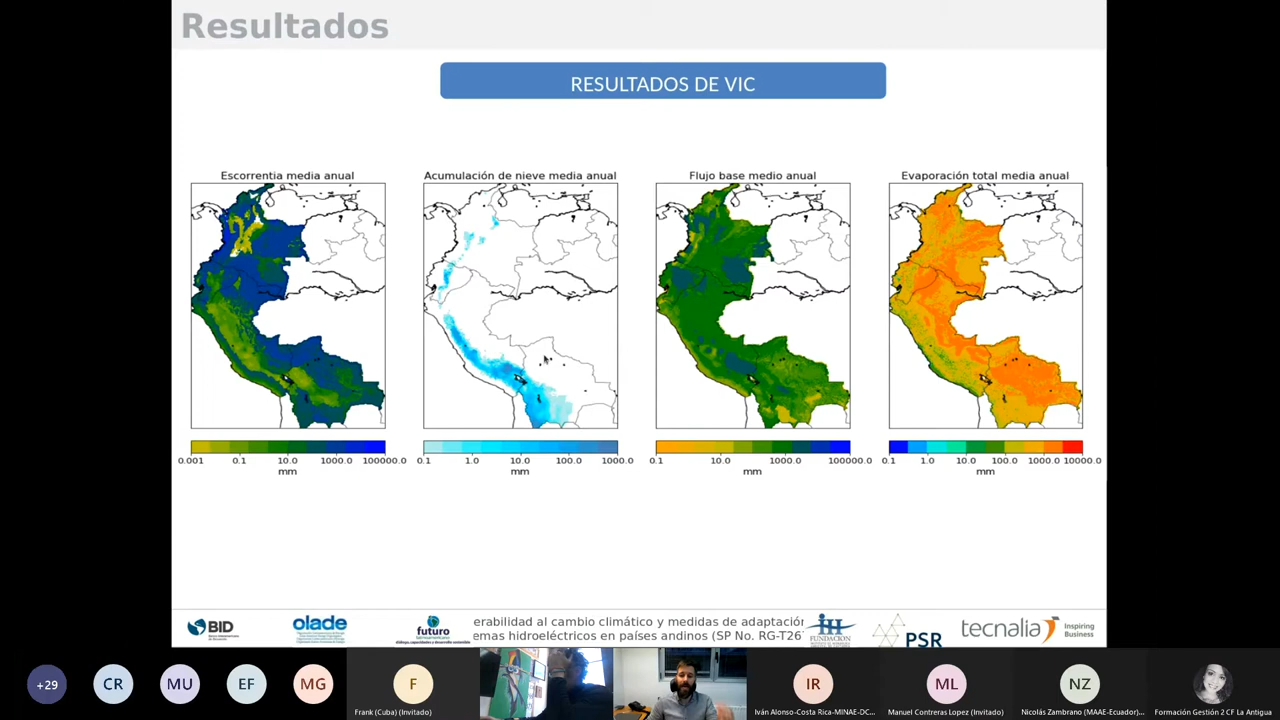 Resultados
RESULTADOS DE VIC
Escorrentia media anual
Acumulación de nieve media anual
Flujo base medio anual
Evaporación total media anual
0.001 0.1 10.0 1000.0 100000.0
mm
0.1 1.0 10.0 100.0 1000.0
mm
0.1 10.0 1000.0 100000.0
mm
0.1 1.0 10.0 100.0 1000.0 10000.0
mm
BID
olade
futuro
latinoamericano
erabilidad al cambio climático y medidas de adaptación
emas hidroeléctricos en países andinos (SP No. RG-T26
FUNDACIÓN
PSR
tecnalia Inspiring
Business
+29
CR
MU
EF
MG
F
Frank (Cuba) (Invitado)
IR
Iván Alonso-Costa Rica-MINAE-DC...
ML
Manuel Contreras Lopez (Invitado)
NZ
Nicolás Zambrano (MAAE-Ecuador)...
Formación Gestión 2 CF La Antigua